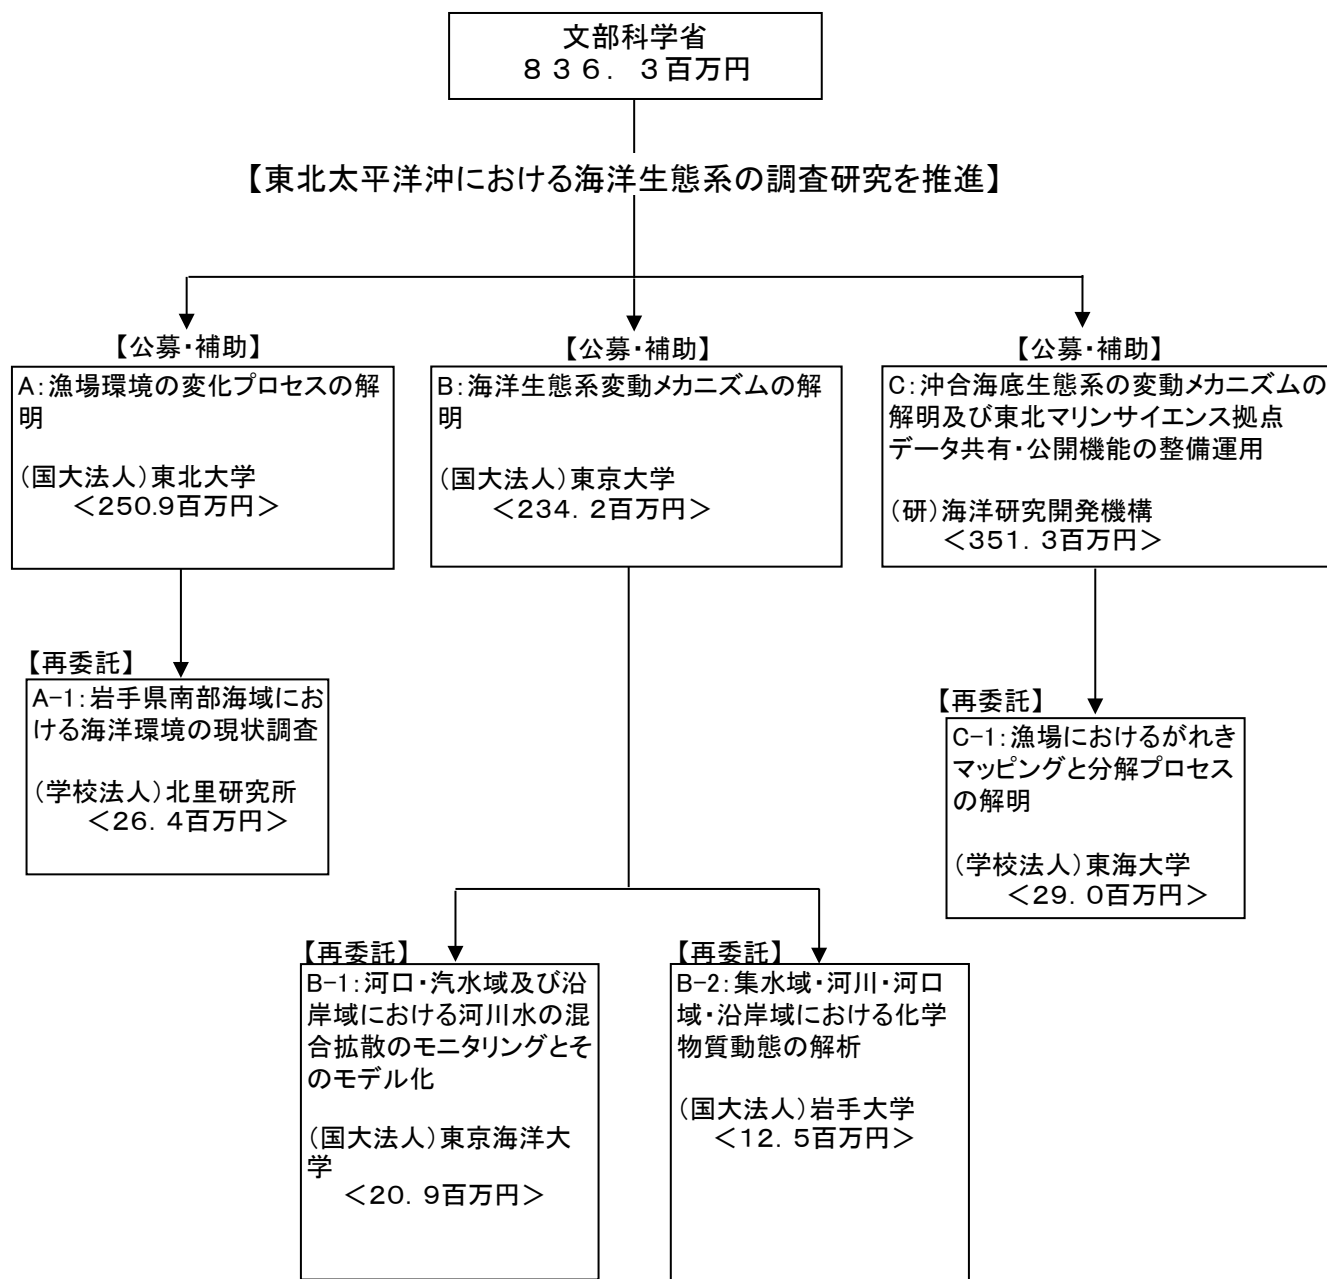 文部科学省
８３６．３百万円
【東北太平洋沖における海洋生態系の調査研究を推進】
【公募・補助】
A：漁場環境の変化プロセスの解
明
（国大法人）東北大学
＜250.9百万円＞
【公募・補助】
B：海洋生態系変動メカニズムの解
明
（国大法人）東京大学
＜234．2百万円＞
【公募・補助】
C：沖合海底生態系の変動メカニズムの
解明及び東北マリンサイエンス拠点
データ共有・公開機能の整備運用
（研）海洋研究開発機構
＜351．3百万円＞
【再委託】
A-1：岩手県南部海域にお
ける海洋環境の現状調査
（学校法人）北里研究所
＜26．4百万円＞
【再委託】
C-1：漁場におけるがれき
マッピングと分解プロセス
の解明
（学校法人）東海大学
＜29．0百万円＞
【再委託】
B-1：河口・汽水域及び沿
岸域における河川水の混
合拡散のモニタリングとそ
のモデル化
（国大法人）東京海洋大
学
＜20．9百万円＞
【再委託】
B-2：集水域・河川・河口
域・沿岸域における化学
物質動態の解析
（国大法人）岩手大学
＜12．5百万円＞